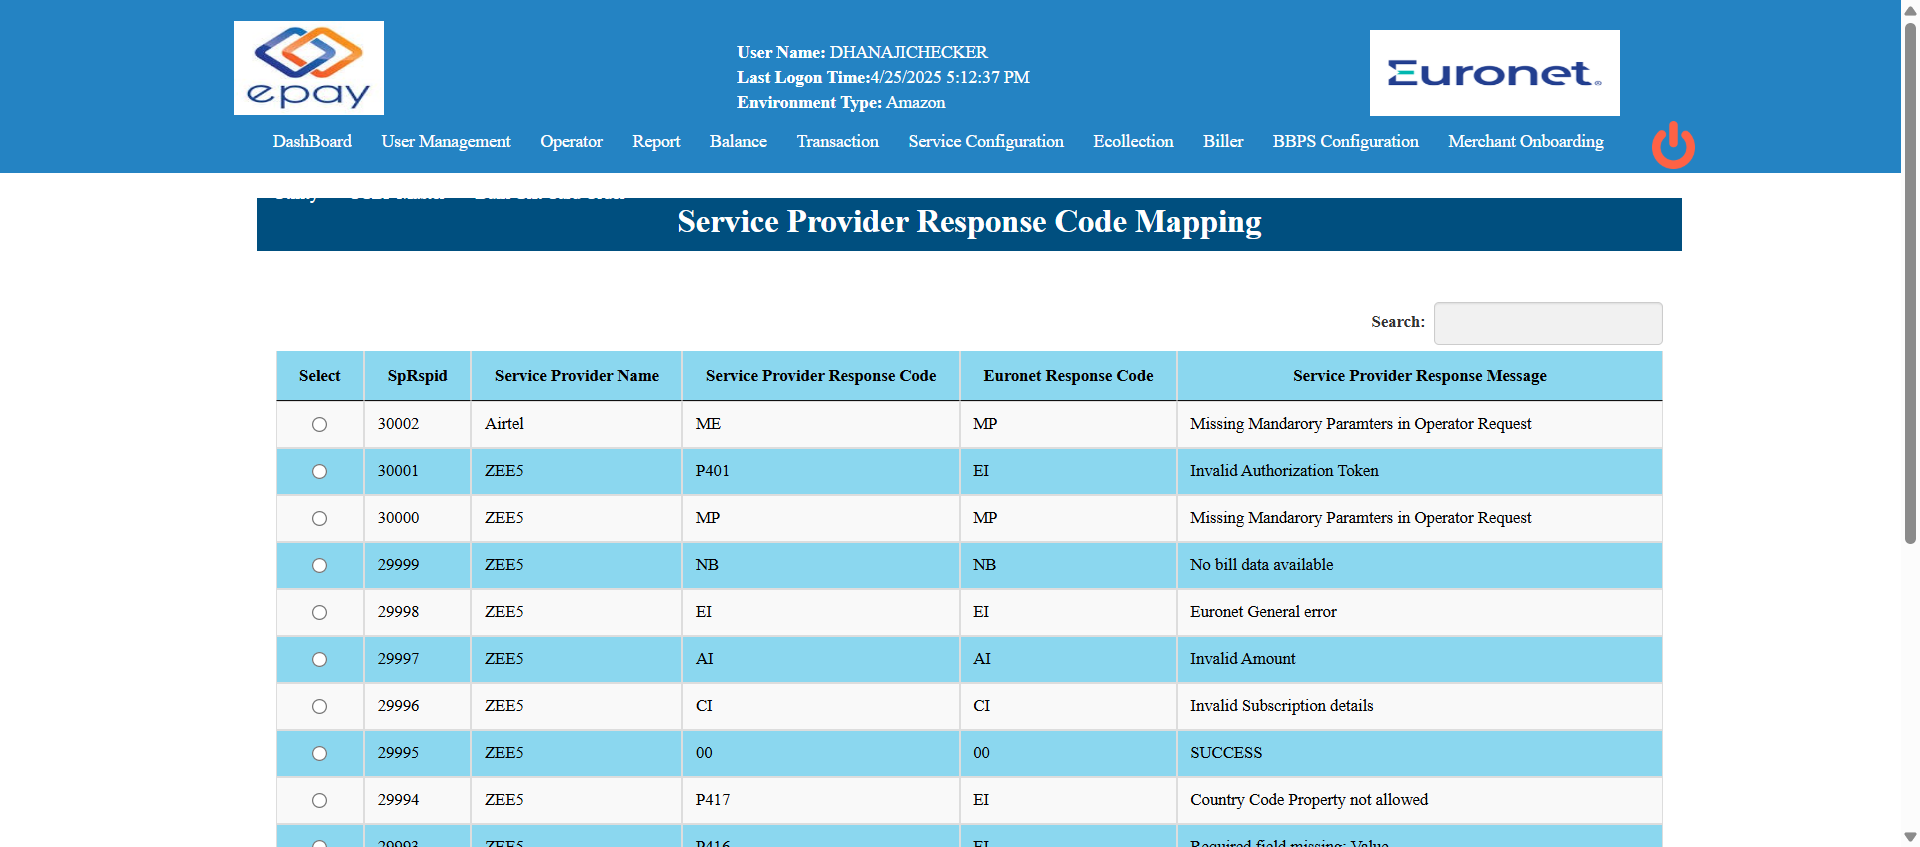 epay
User Name: DHANAJICHECKER
Last Logon Time:4/25/2025 5:12:37 PM
Environment Type: Amazon
Euronet
DashBoard User Management Operator Report Balance Transaction Service Configuration Ecollection Biller BBPS Configuration Merchant Onboarding
Service Provider Response Code Mapping
Search:
Select SpRspid Service Provider Name Service Provider Response Code Euronet Response Code Service Provider Response Message
30002 Airtel ME MP Missing Mandarory Paramters in Operator Request
30001 ZEE5 P401 EI Invalid Authorization Token
30000 ZEE5 MP MP Missing Mandarory Paramters in Operator Request
29999 ZEE5 NB NB No bill data available
29998 ZEE5 EI EI Euronet General error
29997 ZEE5 AI AI Invalid Amount
29996 ZEE5 CI CI Invalid Subscription details
29995 ZEE5 00 00 SUCCESS
29994 ZEE5 P417 EI Country Code Property not allowed
29993 ZEE5 P416 EI Required field missing: Value